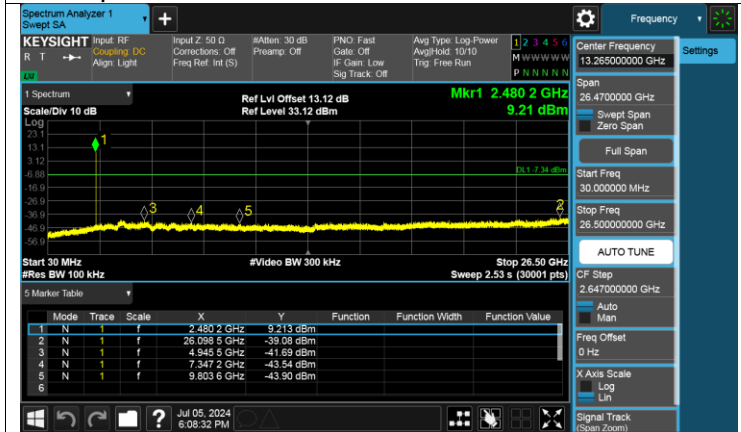 Spectrum Analyzer 1
Swept SA
Frequency
KEYSIGHT
R T
Input: RF
Coupling: DC
Align: Light
Input Z: 50 Ω
Corrections: Off
Freq Ref: Int (S)
#Atten: 30 dB
Preamp: Off
PNO: Fast
Gate: Off
IF Gain: Low
Sig Track: Off
Avg Type: Log-Power
Avg|Hold: 10/10
Trig: Free Run
1 2 3 4 5 6
M W W W W W
P N N N N N
1 Spectrum
Scale/Div 10 dB
Log
Ref Lvl Offset 13.12 dB
Ref Level 33.12 dBm
Mkr1 2.480 2 GHz
9.21 dBm
23.1
13.1
3.12
-6.88
-16.9
-26.9
-36.9
-46.9
-56.9
DL1 -7.34 dBm
1
3
4
5
2
Start 30 MHz
#Res BW 100 kHz
#Video BW 300 kHz
Stop 26.50 GHz
Sweep 2.53 s (30001 pts)
5 Marker Table
Mode Trace Scale X Y Function Function Width Function Value
1 N 1 f 2.480 2 GHz 9.213 dBm
2 N 1 f 26.098 5 GHz -39.08 dBm
3 N 1 f 4.945 5 GHz -41.69 dBm
4 N 1 f 7.347 2 GHz -43.54 dBm
5 N 1 f 9.803 6 GHz -43.90 dBm
6
Jul 05, 2024
6:08:32 PM
Center Frequency
13.265000000 GHz
Settings
Span
26.4700000 GHz
Swept Span
Zero Span
Full Span
Start Freq
30.000000 MHz
Stop Freq
26.500000000 GHz
AUTO TUNE
CF Step
2.647000000 GHz
Auto
Man
Freq Offset
0 Hz
X Axis Scale
Log
Lin
Signal Track
(Span Zoom)